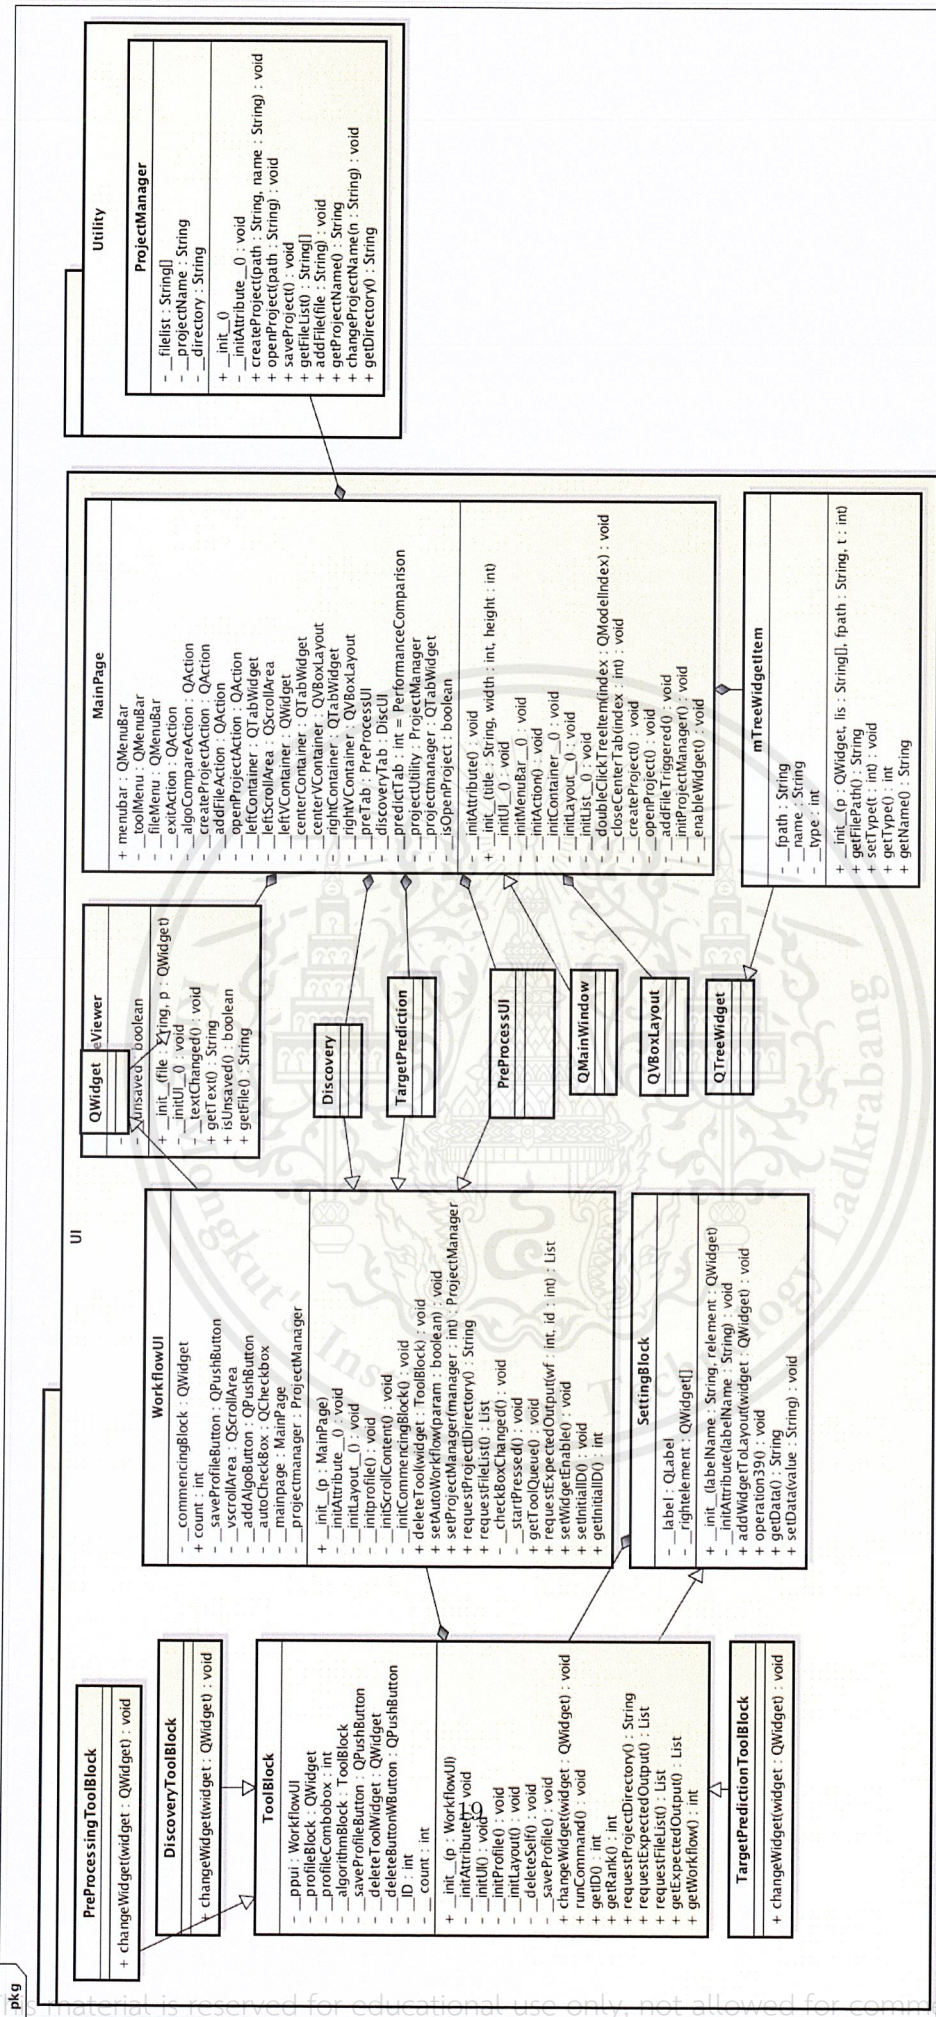 pkg
UI
PreProcessingToolBlock
+ changeWidget(widget : QWidget) : void
DiscoveryToolBlock
+ changeWidget(widget : QWidget) : void
ToolBlock
- __ppui : WorkflowUI
- __profileBlock : QWidget
- __profileCombobox : int
- __algorithmBlock : ToolBlock
- __saveProfileButton : QPushButton
- __deleteToolWidget : QWidget
- __deleteButtonWButton : QPushButton
- __ID : int
- __count : int
+ __init__(p : WorkflowUI)
- __initAttribute() : void
- __initUI() : void
- __initProfile() : void
- __initLayout() : void
- __deleteSelf() : void
- __saveProfile() : void
+ changeWidget(widget : QWidget) : void
+ runCommand() : void
+ getID() : int
+ getRank() : int
+ requestProjectDirectory() : String
+ requestExpectedOutput() : List
+ requestFileList() : List
+ getExpectedOutput() : List
+ getWorkflow() : int
TargetPredictionToolBlock
+ changeWidget(widget : QWidget) : void
WorkflowUI
- __commencingBlock : QWidget
+ count : int
- __saveProfileButton : QPushButton
- __vscrollArea : QScrollArea
- __addAlgoButton : QPushButton
- __autoCheckBox : QCheckbox
- __mainpage : MainPage
- __projectmanager : ProjectManager
+ __init__(p : MainPage)
- __initAttribute__() : void
- __initLayout__() : void
- __initprofile() : void
- __initScrollContent() : void
- __initCommencingBlock() : void
+ deleteTool(widget : ToolBlock) : void
+ setAutoWorkflow(param : boolean) : void
+ setProjectManager(manager : int) : ProjectManager
+ requestProjectDirectory() : String
+ requestFileList() : List
- __checkBoxChanged() : void
- __startPressed() : void
+ getToolQueue() : void
+ requestExpectedOutput(wf : int, id : int) : List
+ setWidgetEnable() : void
+ setInitialID() : void
+ getInitialID() : int
SettingBlock
- __label : QLabel
- __rightelement : QWidget[]
+ __init__(labelName : String, relement : QWidget)
- __initAttribute(labelName : String) : void
+ addWidgetToLayout(widget : QWidget) : void
+ operation39() : void
+ getData() : String
+ setData(value : String) : void
QWidget
eViewer
unsaved : boolean
+ __init__(file : String, p : QWidget)
- __initUI__() : void
- __textChanged() : void
+ getText() : String
+ isUnsaved() : boolean
+ getFile() : String
Discovery
TargetPrediction
PreProcessUI
QMainWindow
QVBoxLayout
QTreeWidget
MainPage
+ menubar : QMenuBar
- __toolMenu : QMenuBar
- __fileMenu : QMenuBar
- __exitAction : QAction
- __algoCompareAction : QAction
- __createProjectAction : QAction
- __addFileAction : QAction
- __openProjectAction : QAction
- __leftContainer : QTabWidget
- __leftScrollArea : QScrollArea
- __leftVContainer : QWidget
- __centerContainer : QTabWidget
- __centerVContainer : QVBoxLayout
- __rightContainer : QTabWidget
- __rightVContainer : QVBoxLayout
- __preTab : PreProcessUI
- __discoveryTab : DiscUI
- __predictTab : int = PerformanceComparison
- __projectUtility : ProjectManager
- __projectmanager : QTabWidget
- __isOpenProject : boolean
- __initAttribute() : void
+ __init__(title : String, width : int, height : int)
- __initUI__() : void
- __initMenuBar__() : void
- __initAction() : void
- __initContainer__() : void
- __initLayout__() : void
- __initList__() : void
- __doubleClickTreeItem(index : QModelIndex) : void
- __closeCenterTab(index : int) : void
- __createProject() : void
- __openProject() : void
- __addFileTriggered() : void
- __initProjectManager() : void
- __enableWidget() : void
mTreeWidgetItem
- __fpath : String
- __name : String
- __type : int
+ __init__(p : QWidget, lis : String[], fpath : String, t : int)
+ getFilePath() : String
+ setType(t : int) : void
+ getType() : int
+ getName() : String
Utility
ProjectManager
- __filelist : String[]
- __projectName : String
- __directory : String
+ __init__()
- __initAttribute__() : void
+ createProject(path : String, name : String) : void
+ openProject(path : String) : void
+ saveProject() : void
+ getFileList() : String[]
+ addFile(file : String) : void
+ getProjectName() : String
+ changeProjectName(n : String) : void
+ getDirectory() : String
19
This material is reserved for educational use only, not allowed for comme